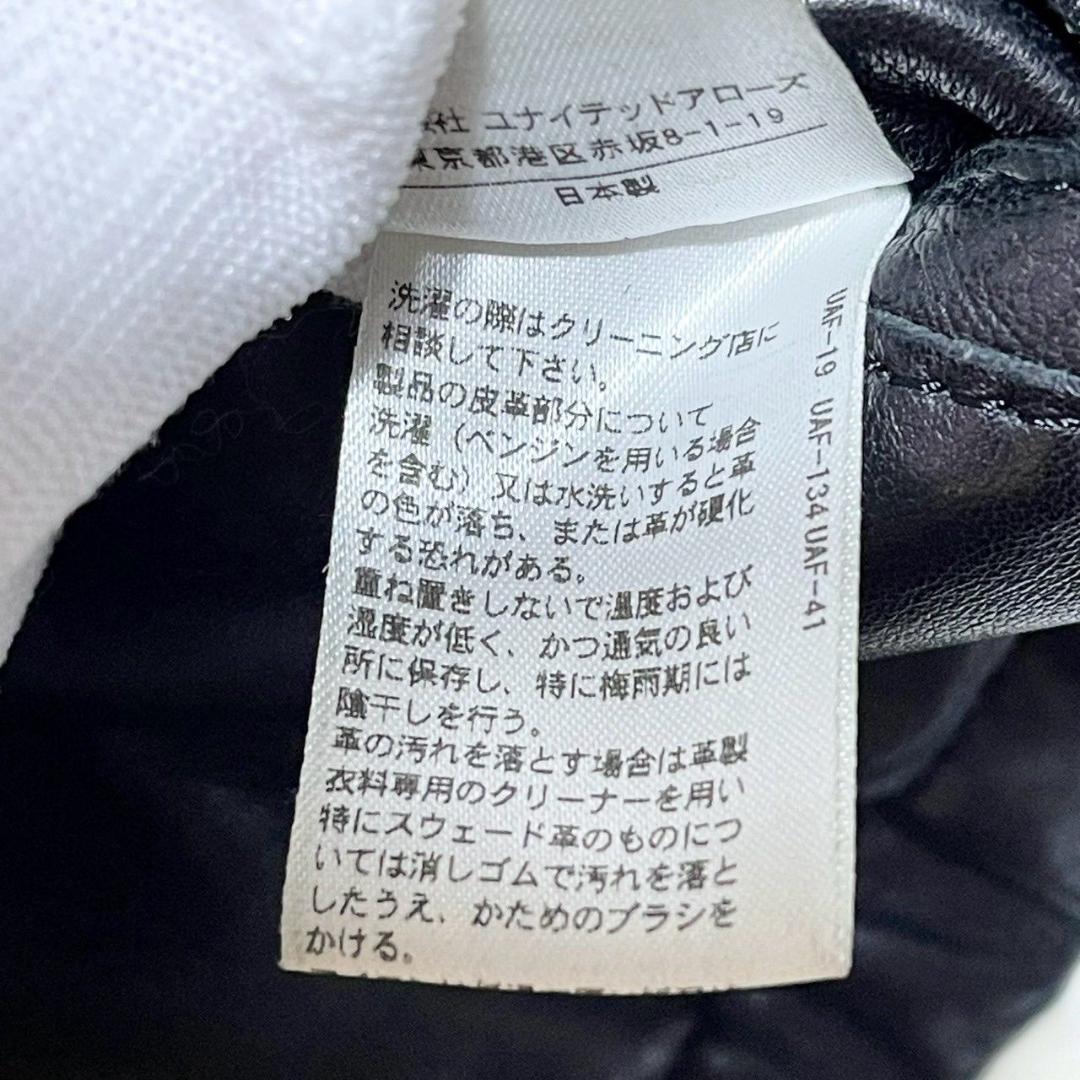 会社 ユナイテッドアローズ
東京都港区赤坂8-1-19
日本製
洗濯の際はクリーニング店に
相談して下さい。
製品の皮革部分について
洗濯（ベンジンを用いる場合
を含む）又は水洗いすると革
の色が落ち、または革が硬化
する恐れがある。
重ね置きしないで温度および
湿度が低く、かつ通気の良い
所に保存し、特に梅雨期には
陰干しを行う。
革の汚れを落とす場合は革製
衣料専用のクリーナーを用い
特にスウェード革のものにつ
いては消しゴムで汚れを落と
したうえ、かためのブラシを
かける。
UAF-19 UAF-134 UAF-41